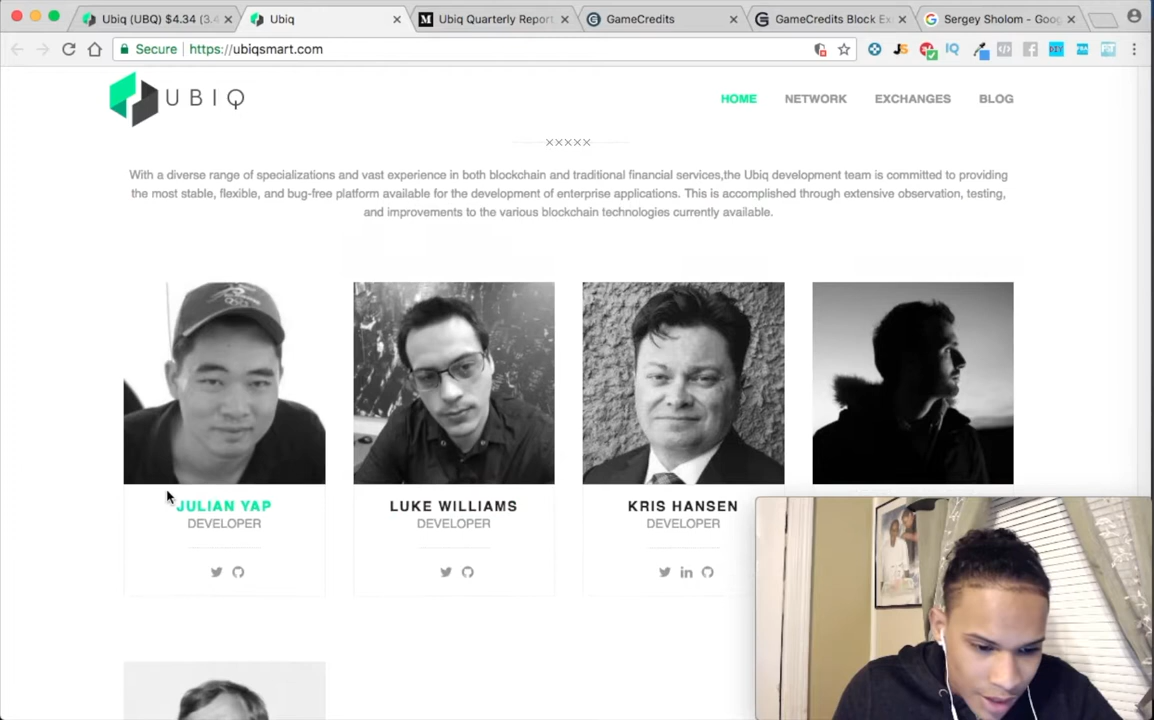 Ubiq (UBQ) $4.34 (3.4
Ubiq
Ubiq Quarterly Report
GameCredits
GameCredits Block Ex
Sergey Sholom - Goog
Secure
https://ubiqsmart.com
UBIQ
HOME
NETWORK
EXCHANGES
BLOG
XXXXX
With a diverse range of specializations and vast experience in both blockchain and traditional financial services,the Ubiq development team is committed to providing
the most stable, flexible, and bug-free platform available for the development of enterprise applications. This is accomplished through extensive observation, testing,
and improvements to the various blockchain technologies currently available.
JULIAN YAP
DEVELOPER
LUKE WILLIAMS
DEVELOPER
KRIS HANSEN
DEVELOPER